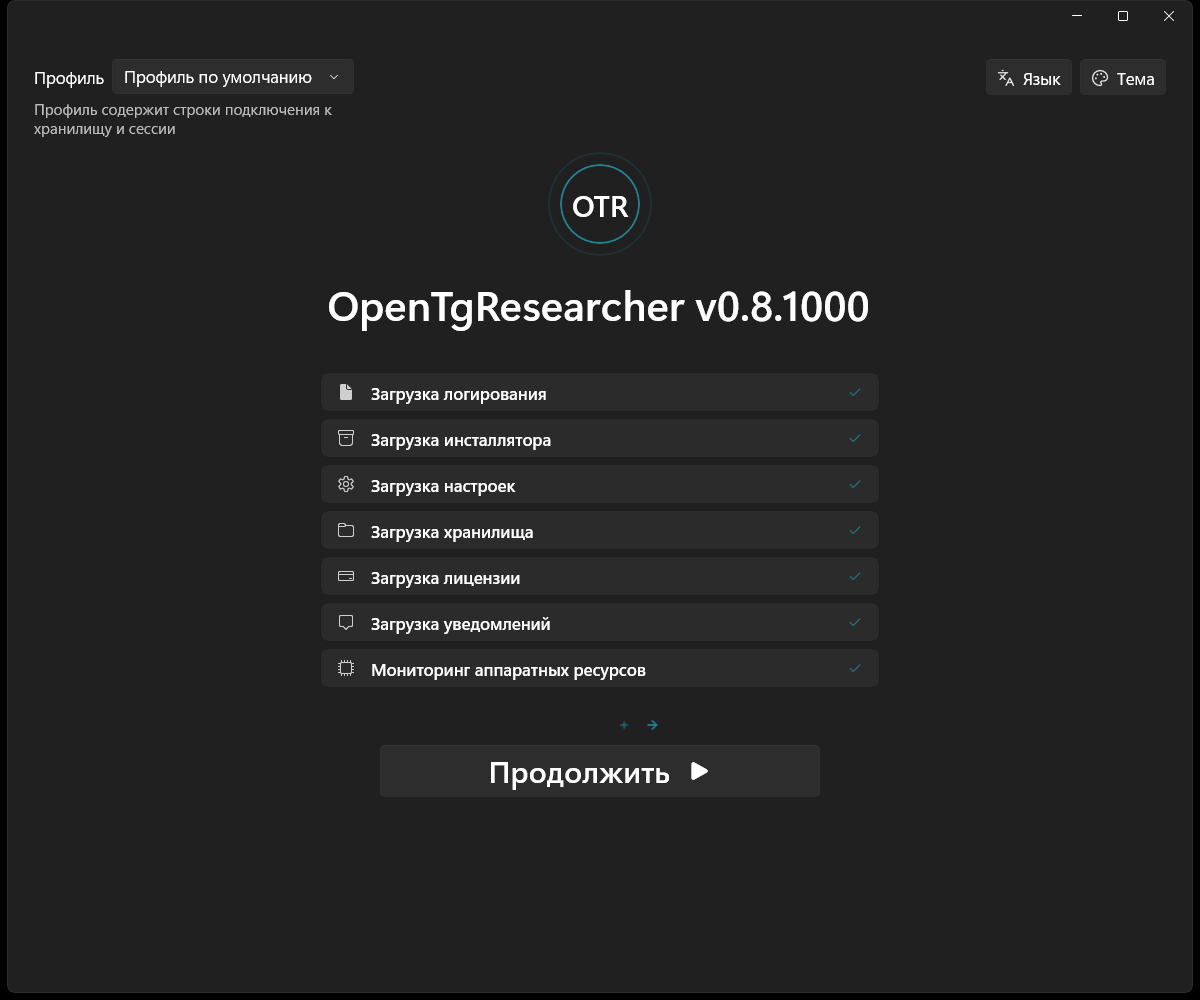 Профиль
Профиль по умолчанию
Язык
Тема
Профиль содержит строки подключения к
хранилищу и сессии
OTR
OpenTgResearcher v0.8.1000
Загрузка логирования
Загрузка инсталлятора
Загрузка настроек
Загрузка хранилища
Загрузка лицензии
Загрузка уведомлений
Мониторинг аппаратных ресурсов
Продолжить